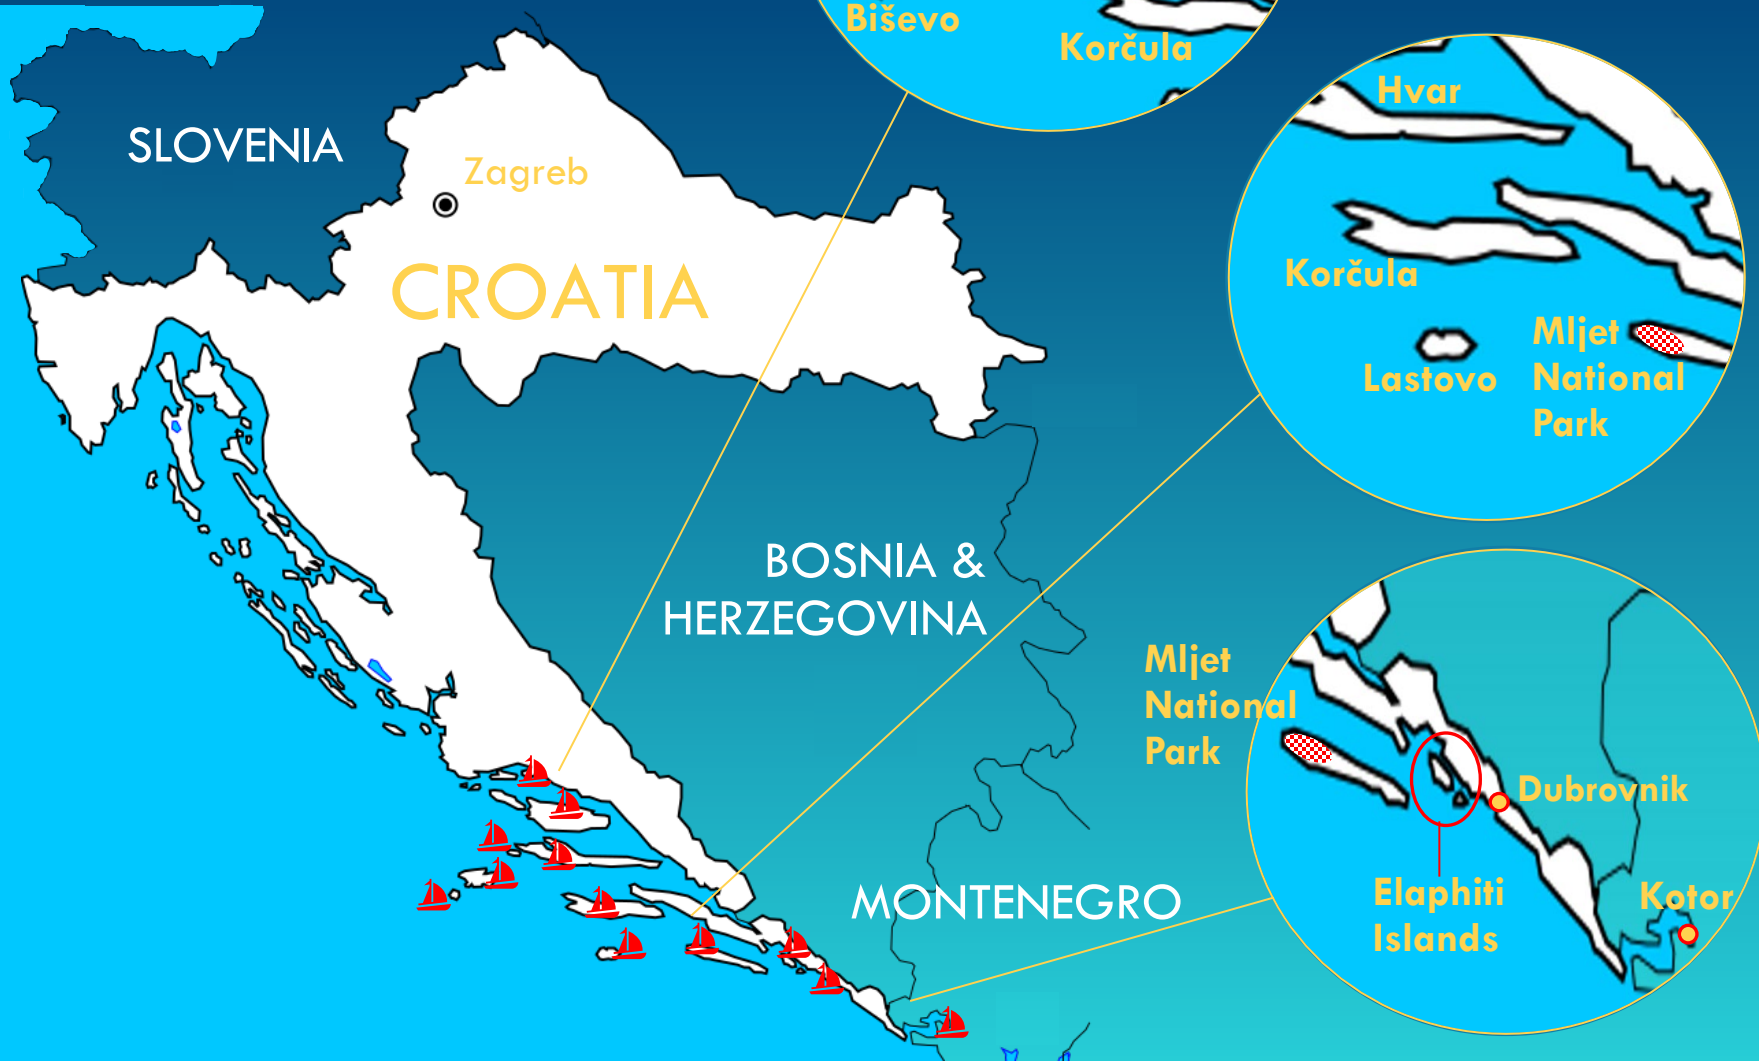 Biševo
Korčula
Hvar
SLOVENIA
Zagreb
CROATIA
Korčula
Mljet
National
Park
Lastovo
BOSNIA &
HERZEGOVINA
Mljet
National
Park
Dubrovnik
MONTENEGRO
Elaphiti
Islands
Kotor